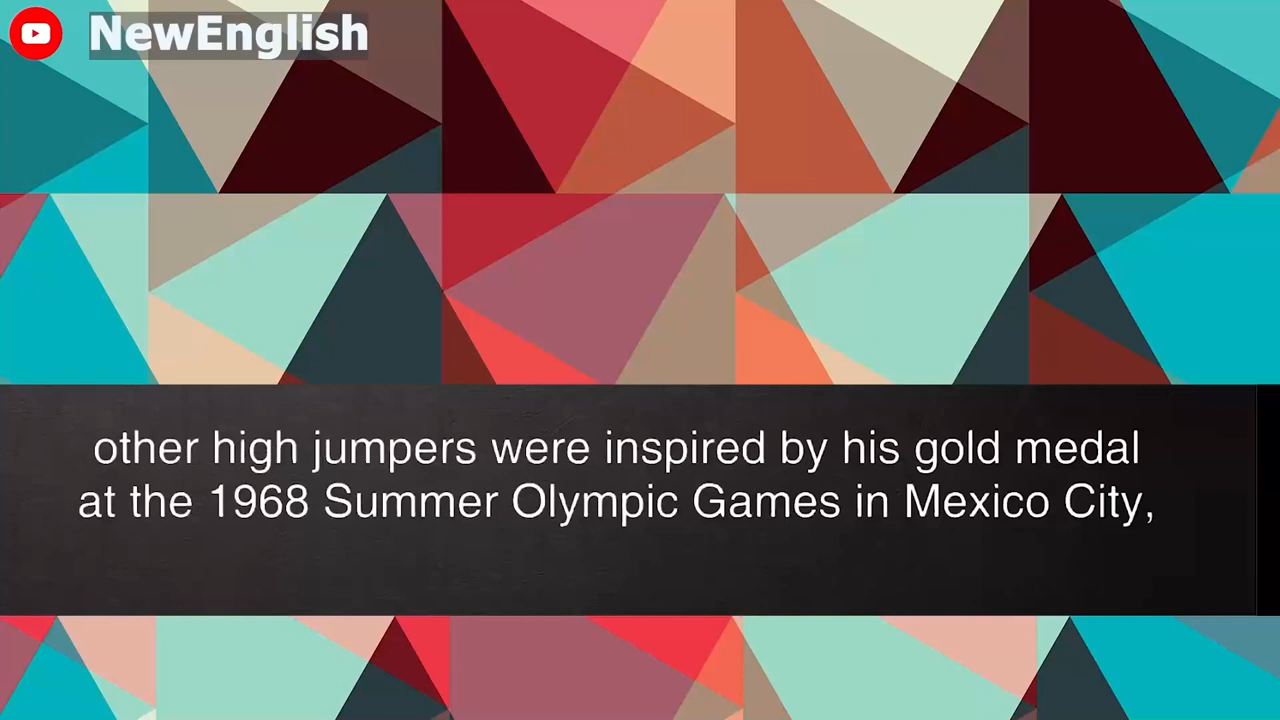 NewEnglish
other high jumpers were inspired by his gold medal
at the 1968 Summer Olympic Games in Mexico City,